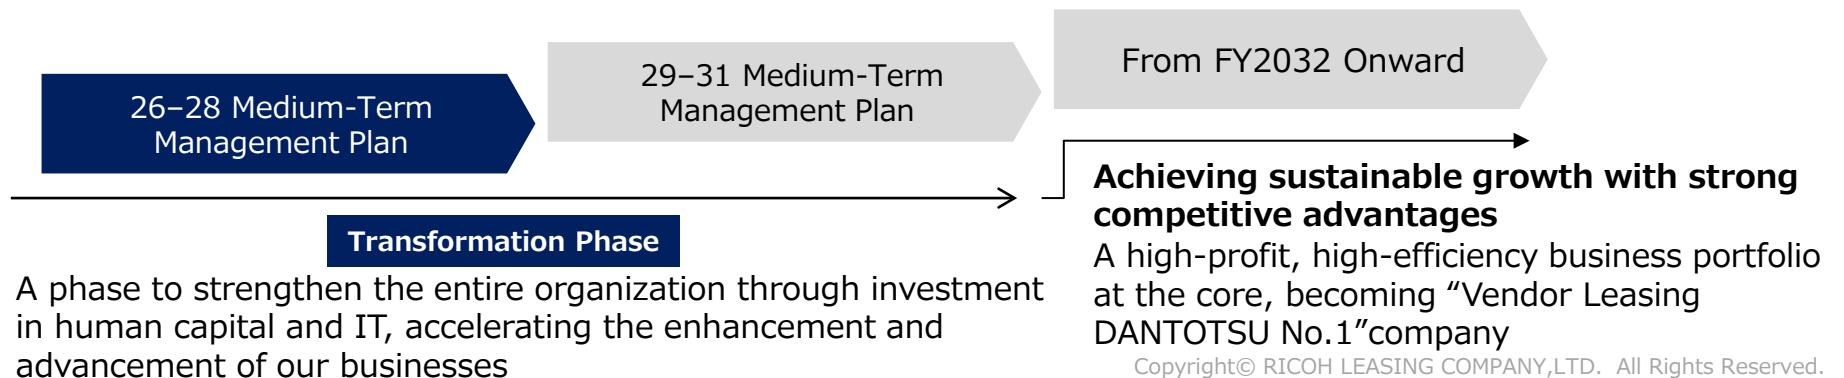 26–28 Medium-Term
Management Plan
29–31 Medium-Term
Management Plan
From FY2032 Onward
Transformation Phase
A phase to strengthen the entire organization through investment
in human capital and IT, accelerating the enhancement and
advancement of our businesses
Achieving sustainable growth with strong
competitive advantages
A high-profit, high-efficiency business portfolio
at the core, becoming “Vendor Leasing
DANTOTSU No.1”company
Copyright© RICOH LEASING COMPANY,LTD. All Rights Reserved.